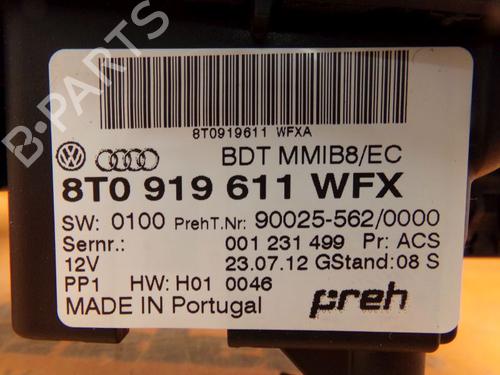 B-PARTS
8T0919611 WFXA
BDT MMIB8/EC
8T0 919 611 WFX
SW: 0100 PrehT.Nr: 90025-562/0000
Sernr.: 001 231 499 Pr: ACS
12V 23.07.12 GStand: 08 S
PP1 HW: H01 0046
MADE IN Portugal preh